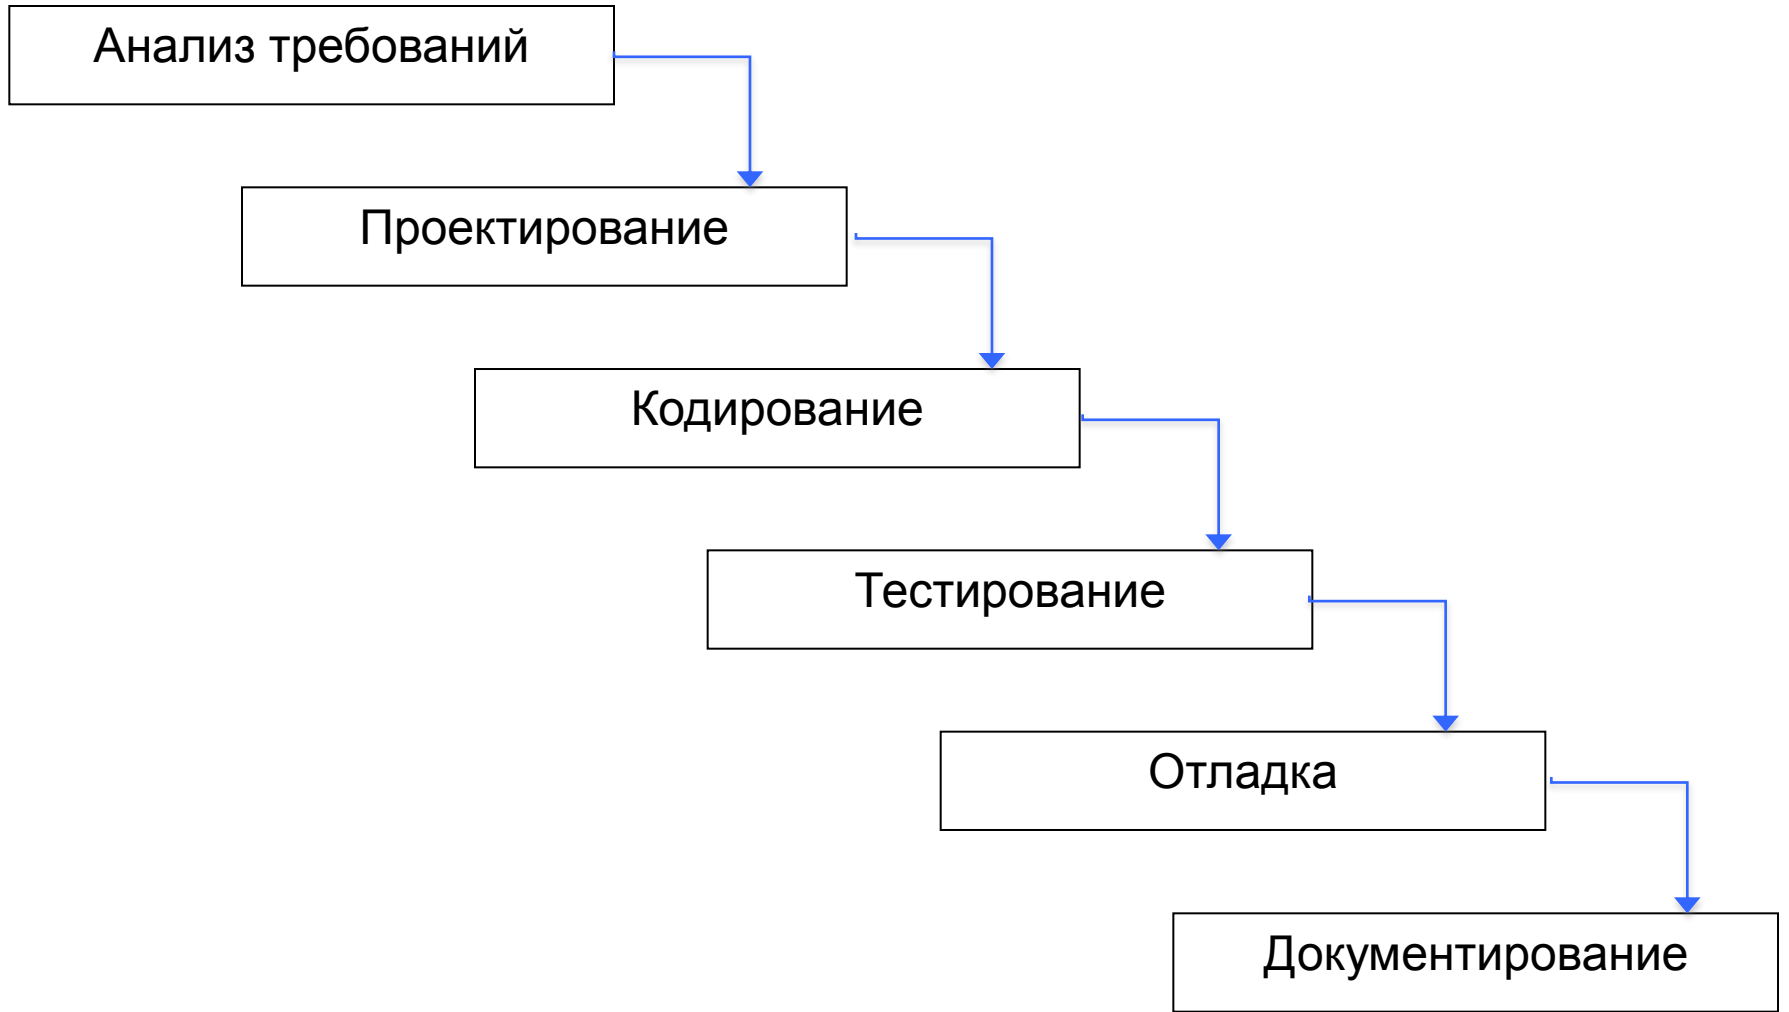 Анализ требований
Проектирование
Кодирование
Тестирование
Отладка
Документирование